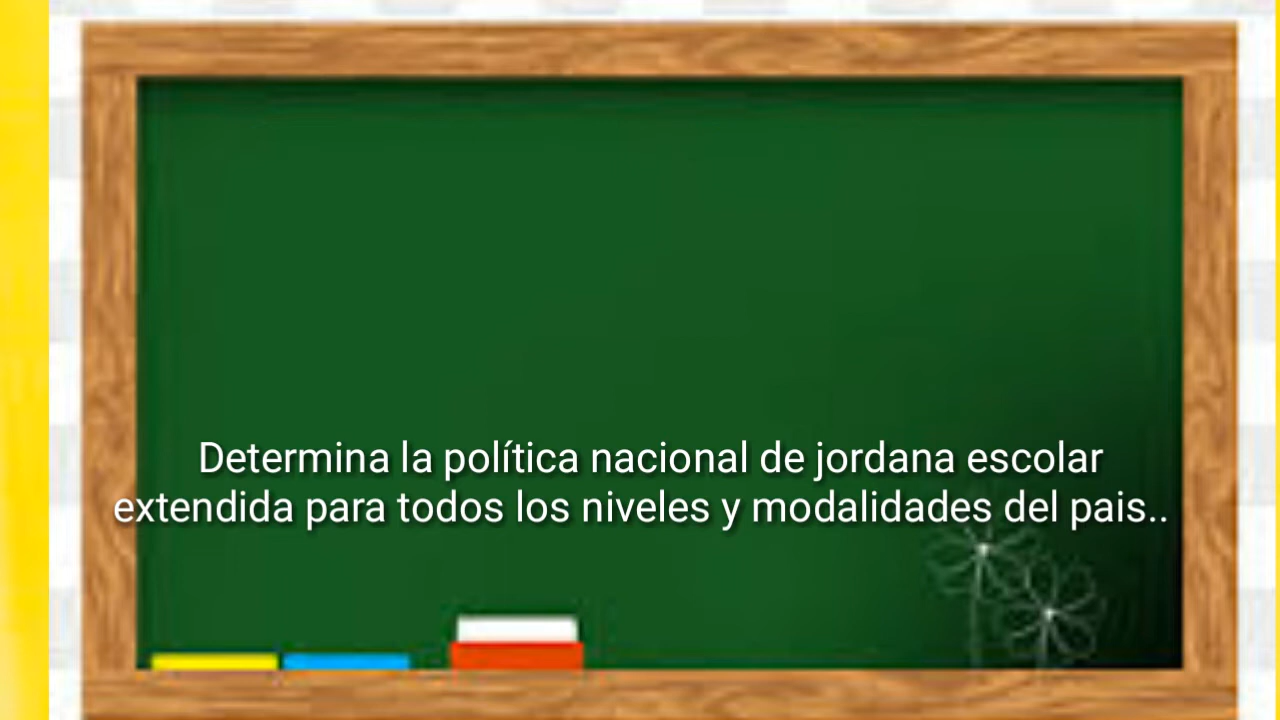 Determina la política nacional de jordana escolar
extendida para todos los niveles y modalidades del pais..